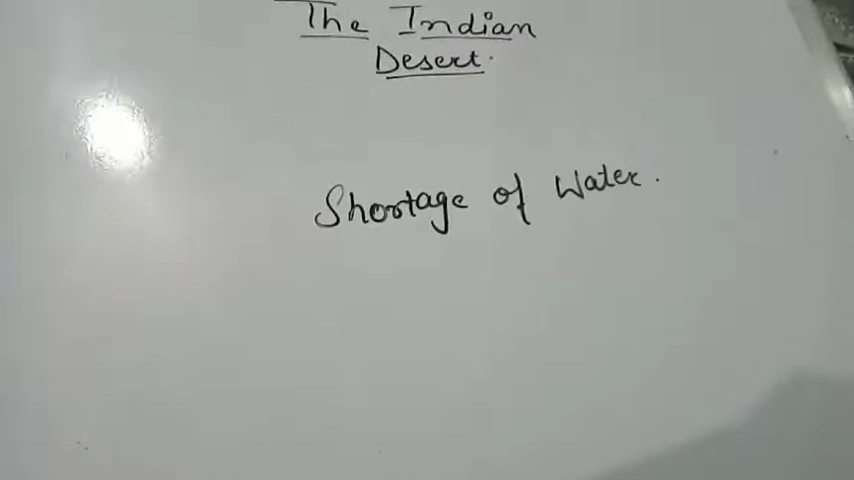 The Indian
Desert.
Shortage of Water.